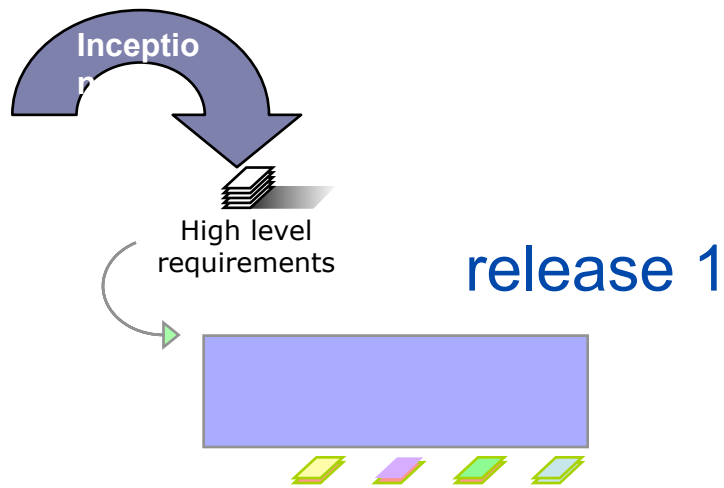 Inceptio
n
High level
requirements
release 1